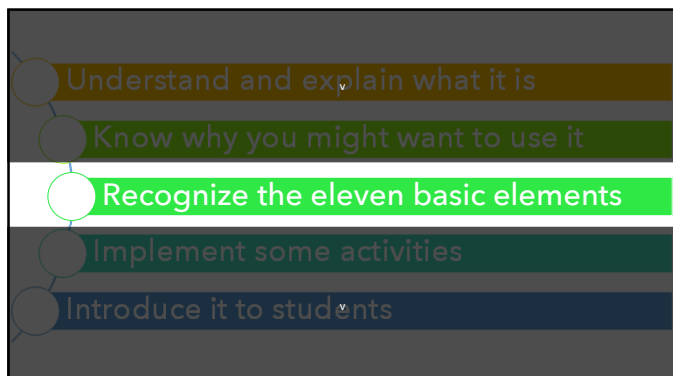 Understand and explain what it is
v
Know why you might want to use it
Recognize the eleven basic elements
Implement some activities
Introduce it to students
v